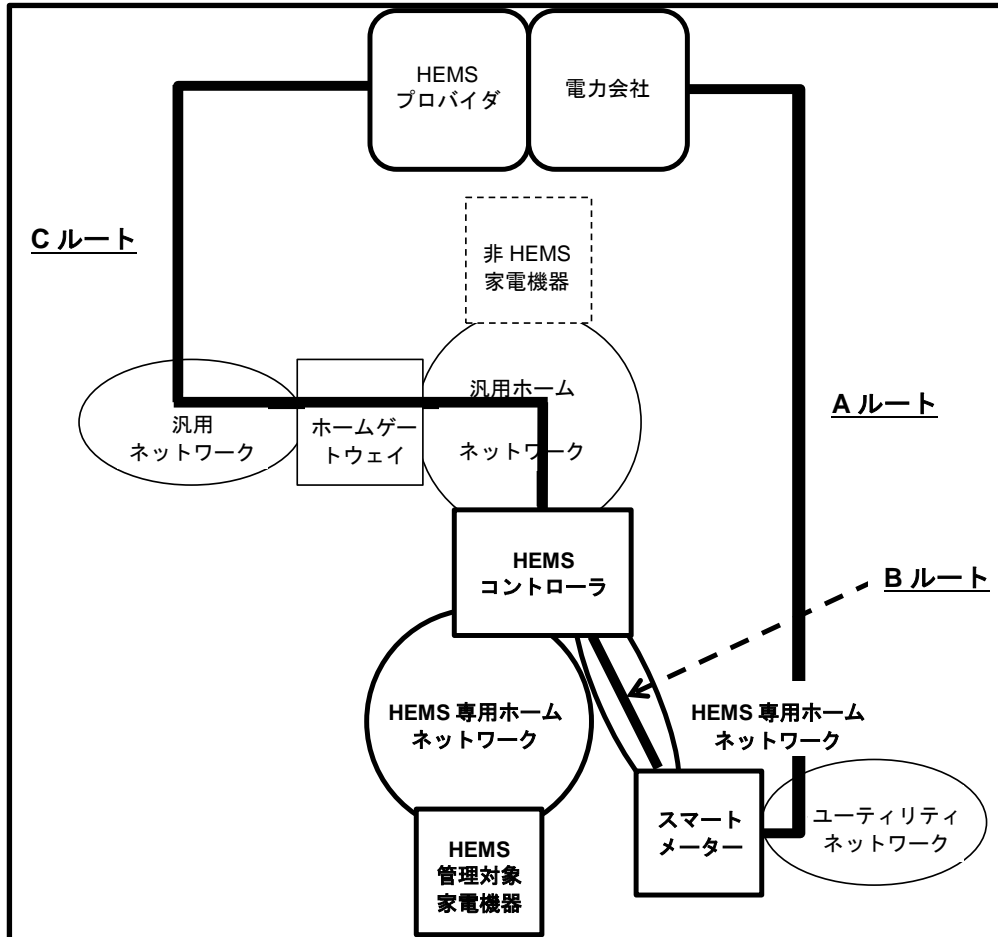 HEMS
プロバイダ
電力会社
C ルート
非 HEMS
家電機器
A ルート
汎用
ネットワーク
ホームゲー
トウェイ
汎用ホーム
ネットワーク
HEMS
コントローラ
B ルート
HEMS 専用ホーム
ネットワーク
HEMS 専用ホーム
ネットワーク
スマート
メーター
ユーティリティ
ネットワーク
HEMS
管理対象
家電機器